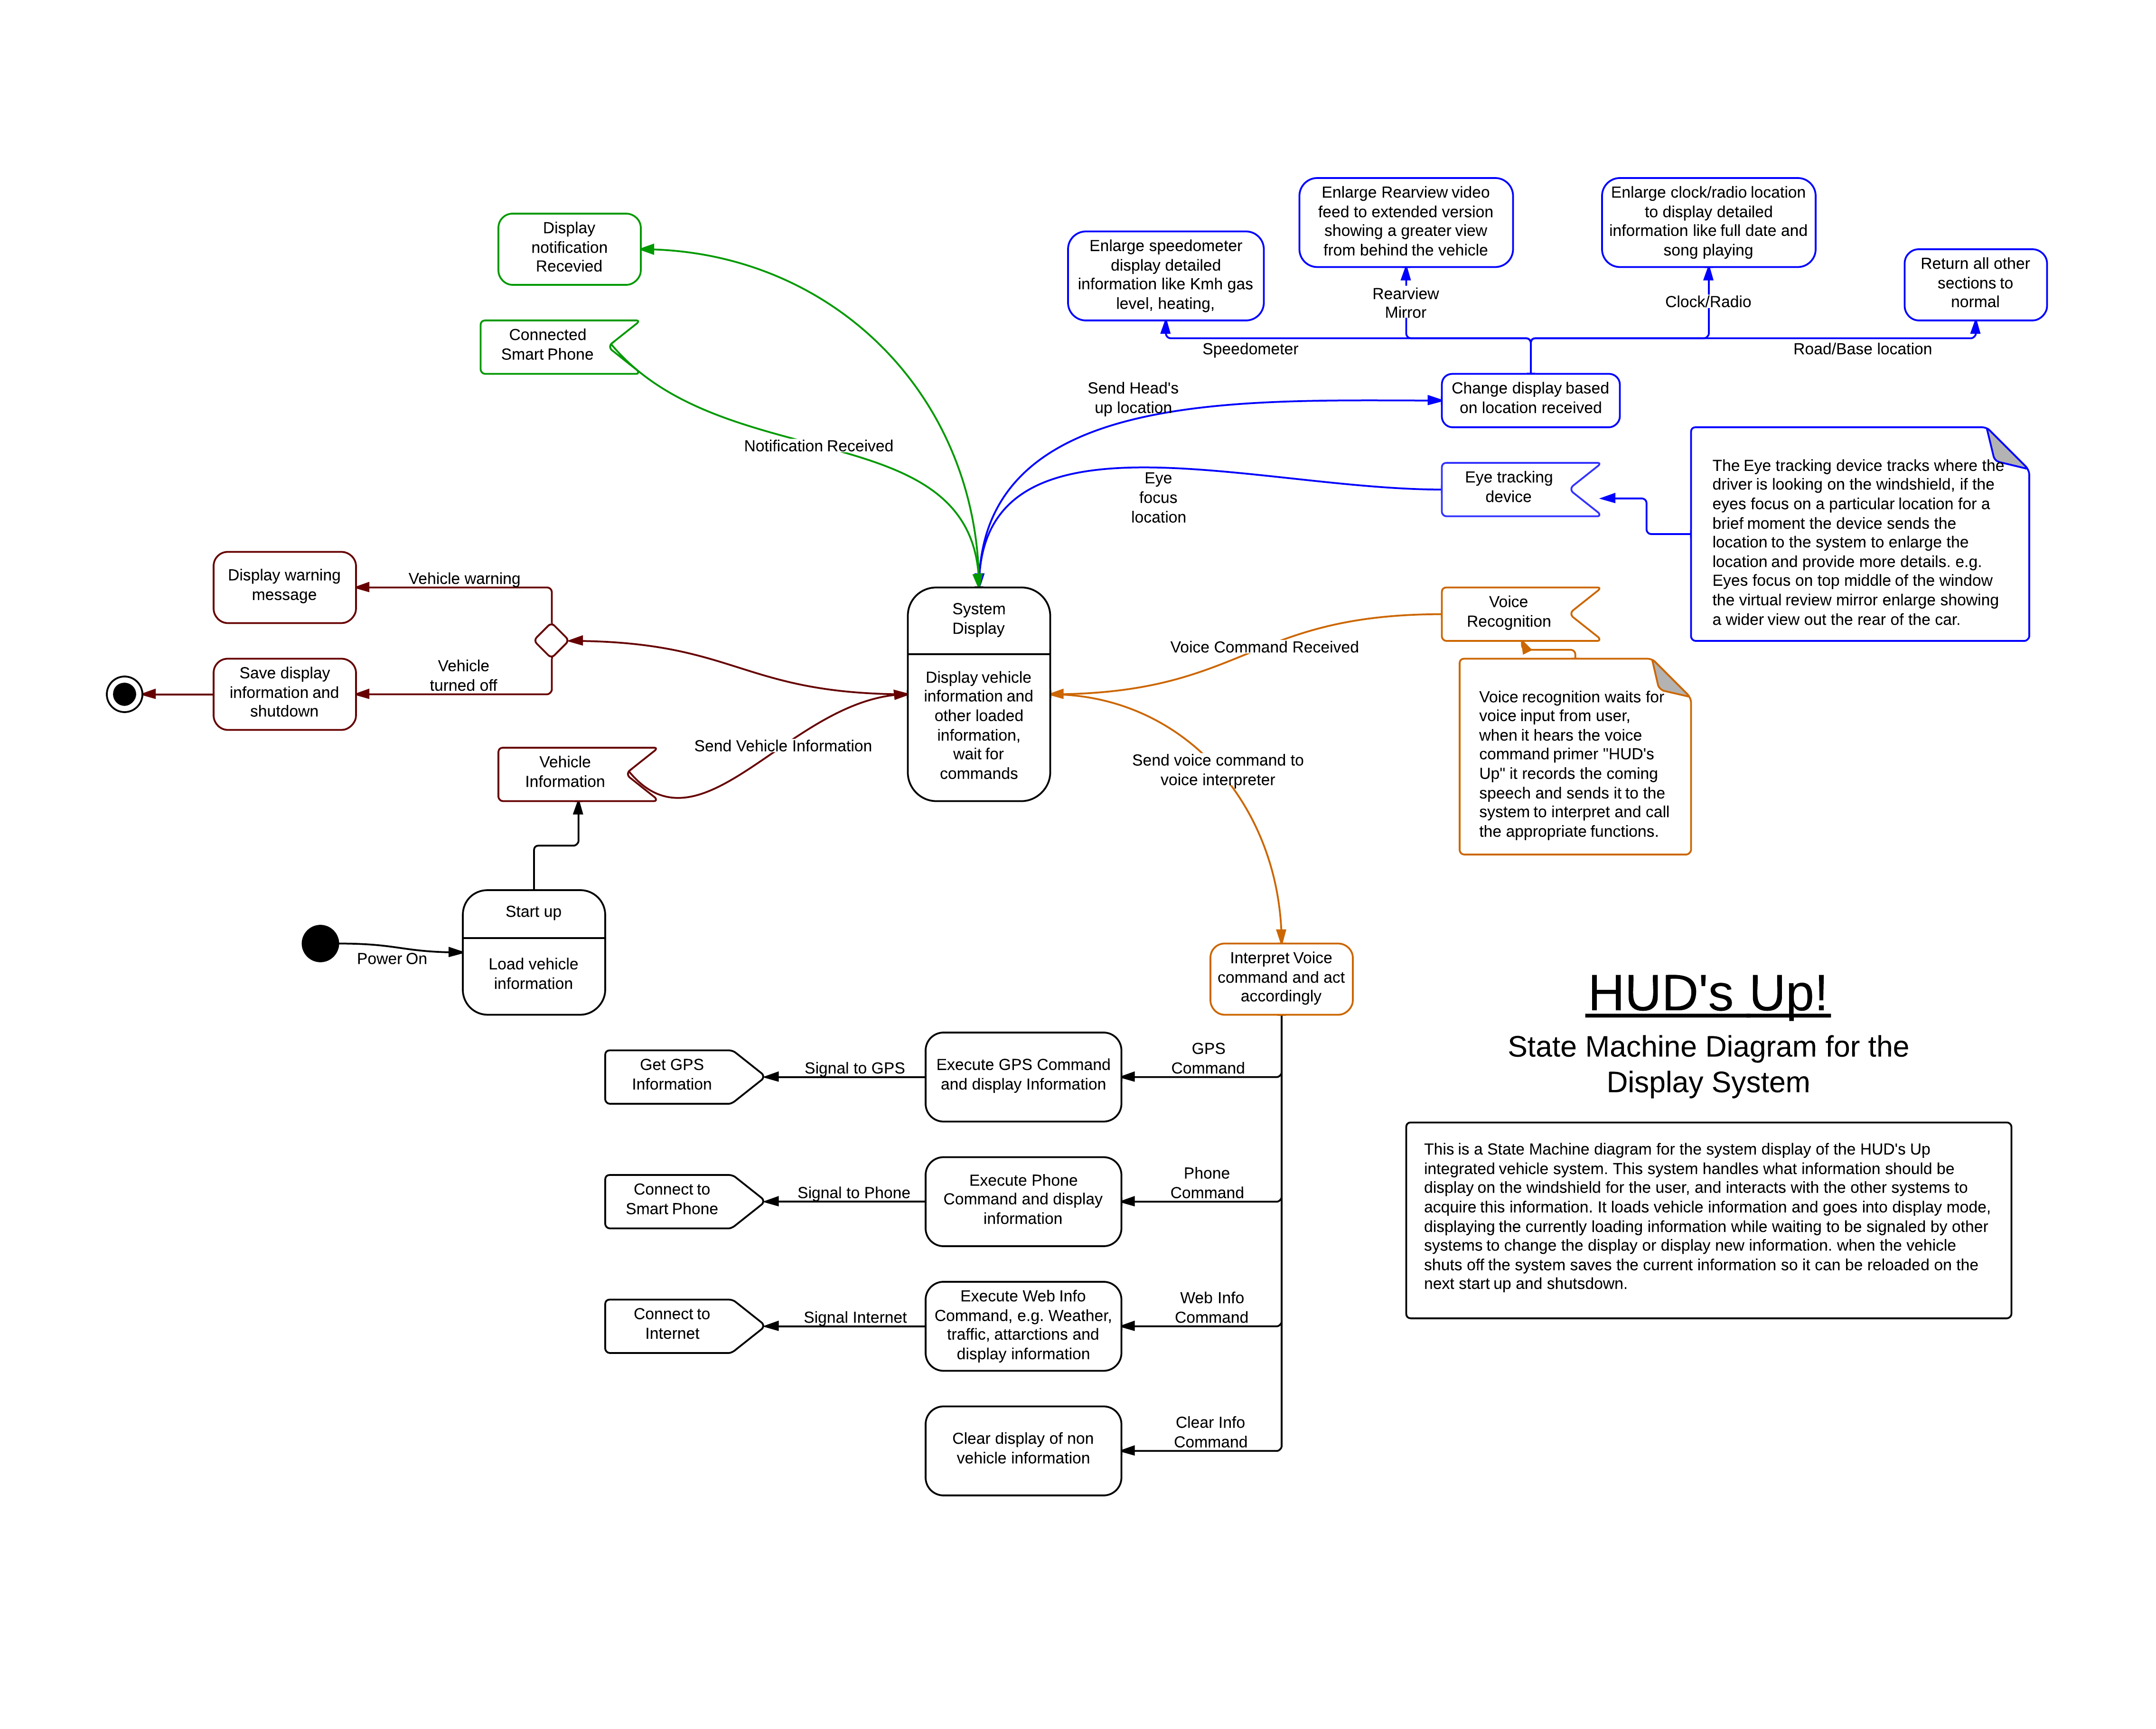 Display
notification
Recevied
Connected
Smart Phone
Notification Received
Enlarge speedometer
display detailed
information like Kmh gas
level, heating,
Enlarge Rearview video
feed to extended version
showing a greater view
from behind the vehicle
Enlarge clock/radio location
to display detailed
information like full date and
song playing
Return all other
sections to
normal
Rearview
Mirror
Clock/Radio
Speedometer
Road/Base location
Send Head's
up location
Change display based
on location received
Eye
focus
location
Eye tracking
device
The Eye tracking device tracks where the
driver is looking on the windshield, if the
eyes focus on a particular location for a
brief moment the device sends the
location to the system to enlarge the
location and provide more details. e.g.
Eyes focus on top middle of the window
the virtual review mirror enlarge showing
a wider view out the rear of the car.
Display warning
message
Vehicle warning
Save display
information and
shutdown
Vehicle
turned off
System
Display
Display vehicle
information and
other loaded
information,
wait for
commands
Voice
Recognition
Voice Command Received
Voice recognition waits for
voice input from user,
when it hears the voice
command primer "HUD's
Up" it records the coming
speech and sends it to the
system to interpret and call
the appropriate functions.
Send Vehicle Information
Vehicle
Information
Send voice command to
voice interpreter
Start up
Load vehicle
information
Power On
Interpret Voice
command and act
accordingly
HUD's Up!
State Machine Diagram for the
Display System
Get GPS
Information
Signal to GPS
Execute GPS Command
and display Information
GPS
Command
Connect to
Smart Phone
Signal to Phone
Execute Phone
Command and display
information
Phone
Command
Connect to
Internet
Signal Internet
Execute Web Info
Command, e.g. Weather,
traffic, attarctions and
display information
Web Info
Command
Clear display of non
vehicle information
Clear Info
Command
This is a State Machine diagram for the system display of the HUD's Up
integrated vehicle system. This system handles what information should be
display on the windshield for the user, and interacts with the other systems to
acquire this information. It loads vehicle information and goes into display mode,
displaying the currently loading information while waiting to be signaled by other
systems to change the display or display new information. when the vehicle
shuts off the system saves the current information so it can be reloaded on the
next start up and shutsdown.